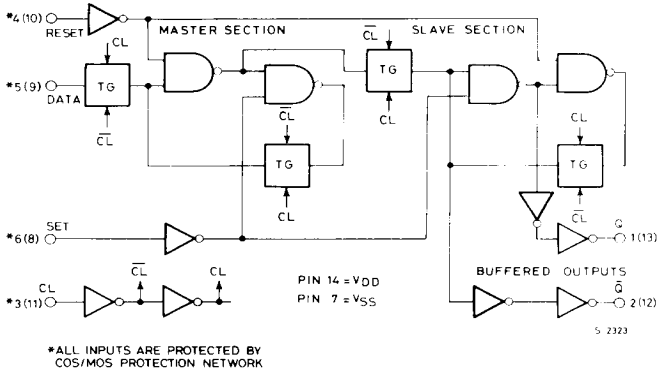 *4(10)
RESET
MASTER SECTION
SLAVE SECTION
CL
CL
TG
TG
*5(9)
DATA
CL
CL
CL
CL
TG
TG
CL
CL
SET
*6(8)
Q
1(13)
CL
*3(11)
CL
CL
PIN 14 = VDD
PIN 7 = VSS
BUFFERED OUTPUTS
Q
2(12)
S 2323
*ALL INPUTS ARE PROTECTED BY
COS/MOS PROTECTION NETWORK